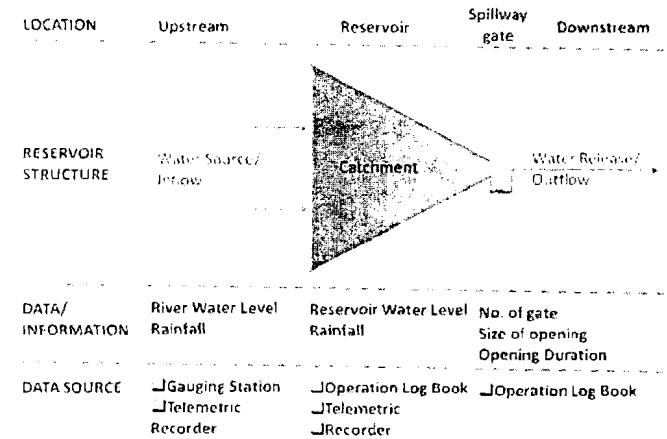 LOCATION Upstream Reservoir Spillway gate Downstream
RESERVOIR STRUCTURE
Water Source/
Inflow
Catchment
Water Release/
Outflow
DATA/ INFORMATION
River Water Level
Rainfall
Reservoir Water Level
Rainfall
No. of gate
Size of opening
Opening Duration
DATA SOURCE
Gauging Station
Telemetric
Recorder
Operation Log Book
Telemetric
Recorder
Operation Log Book